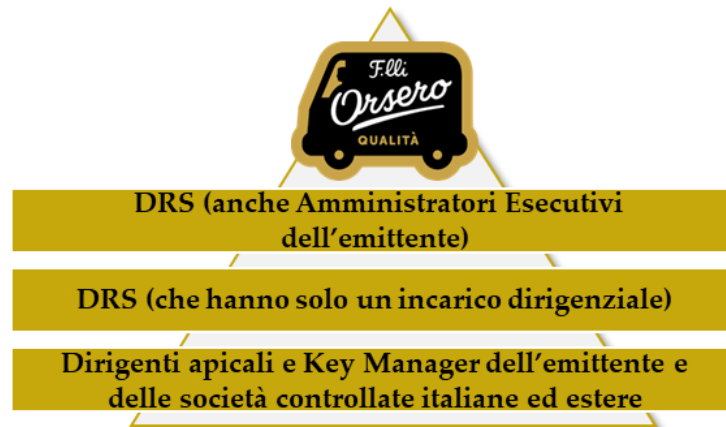 F.lli
Orsero
QUALITÀ
DRS (anche Amministratori Esecutivi
dell’emittente)
DRS (che hanno solo un incarico dirigenziale)
Dirigenti apicali e Key Manager dell’emittente e
delle società controllate italiane ed estere